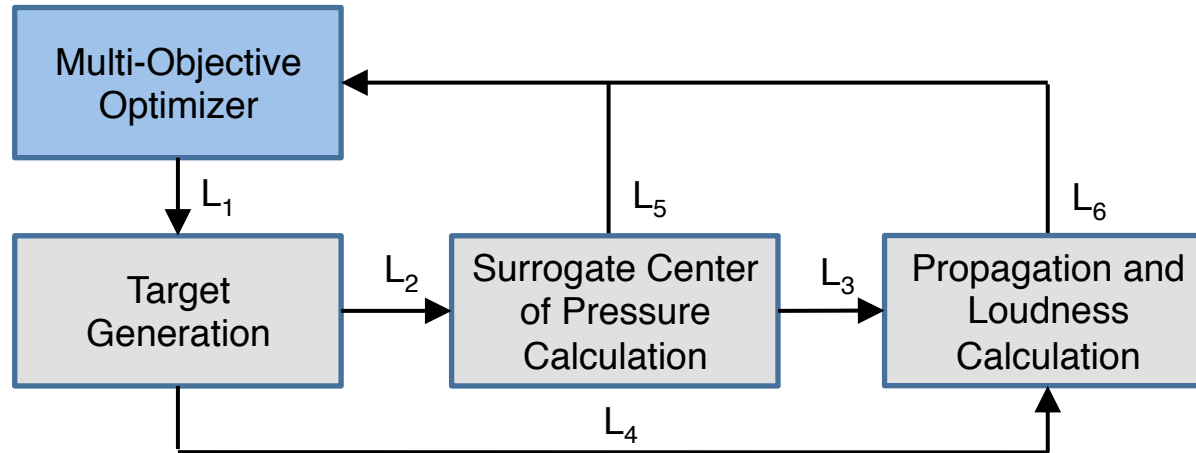 Multi-Objective
Optimizer
L₁
L₅
L₆
Target
Generation
L₂
Surrogate Center
of Pressure
Calculation
L₃
Propagation and
Loudness
Calculation
L₄